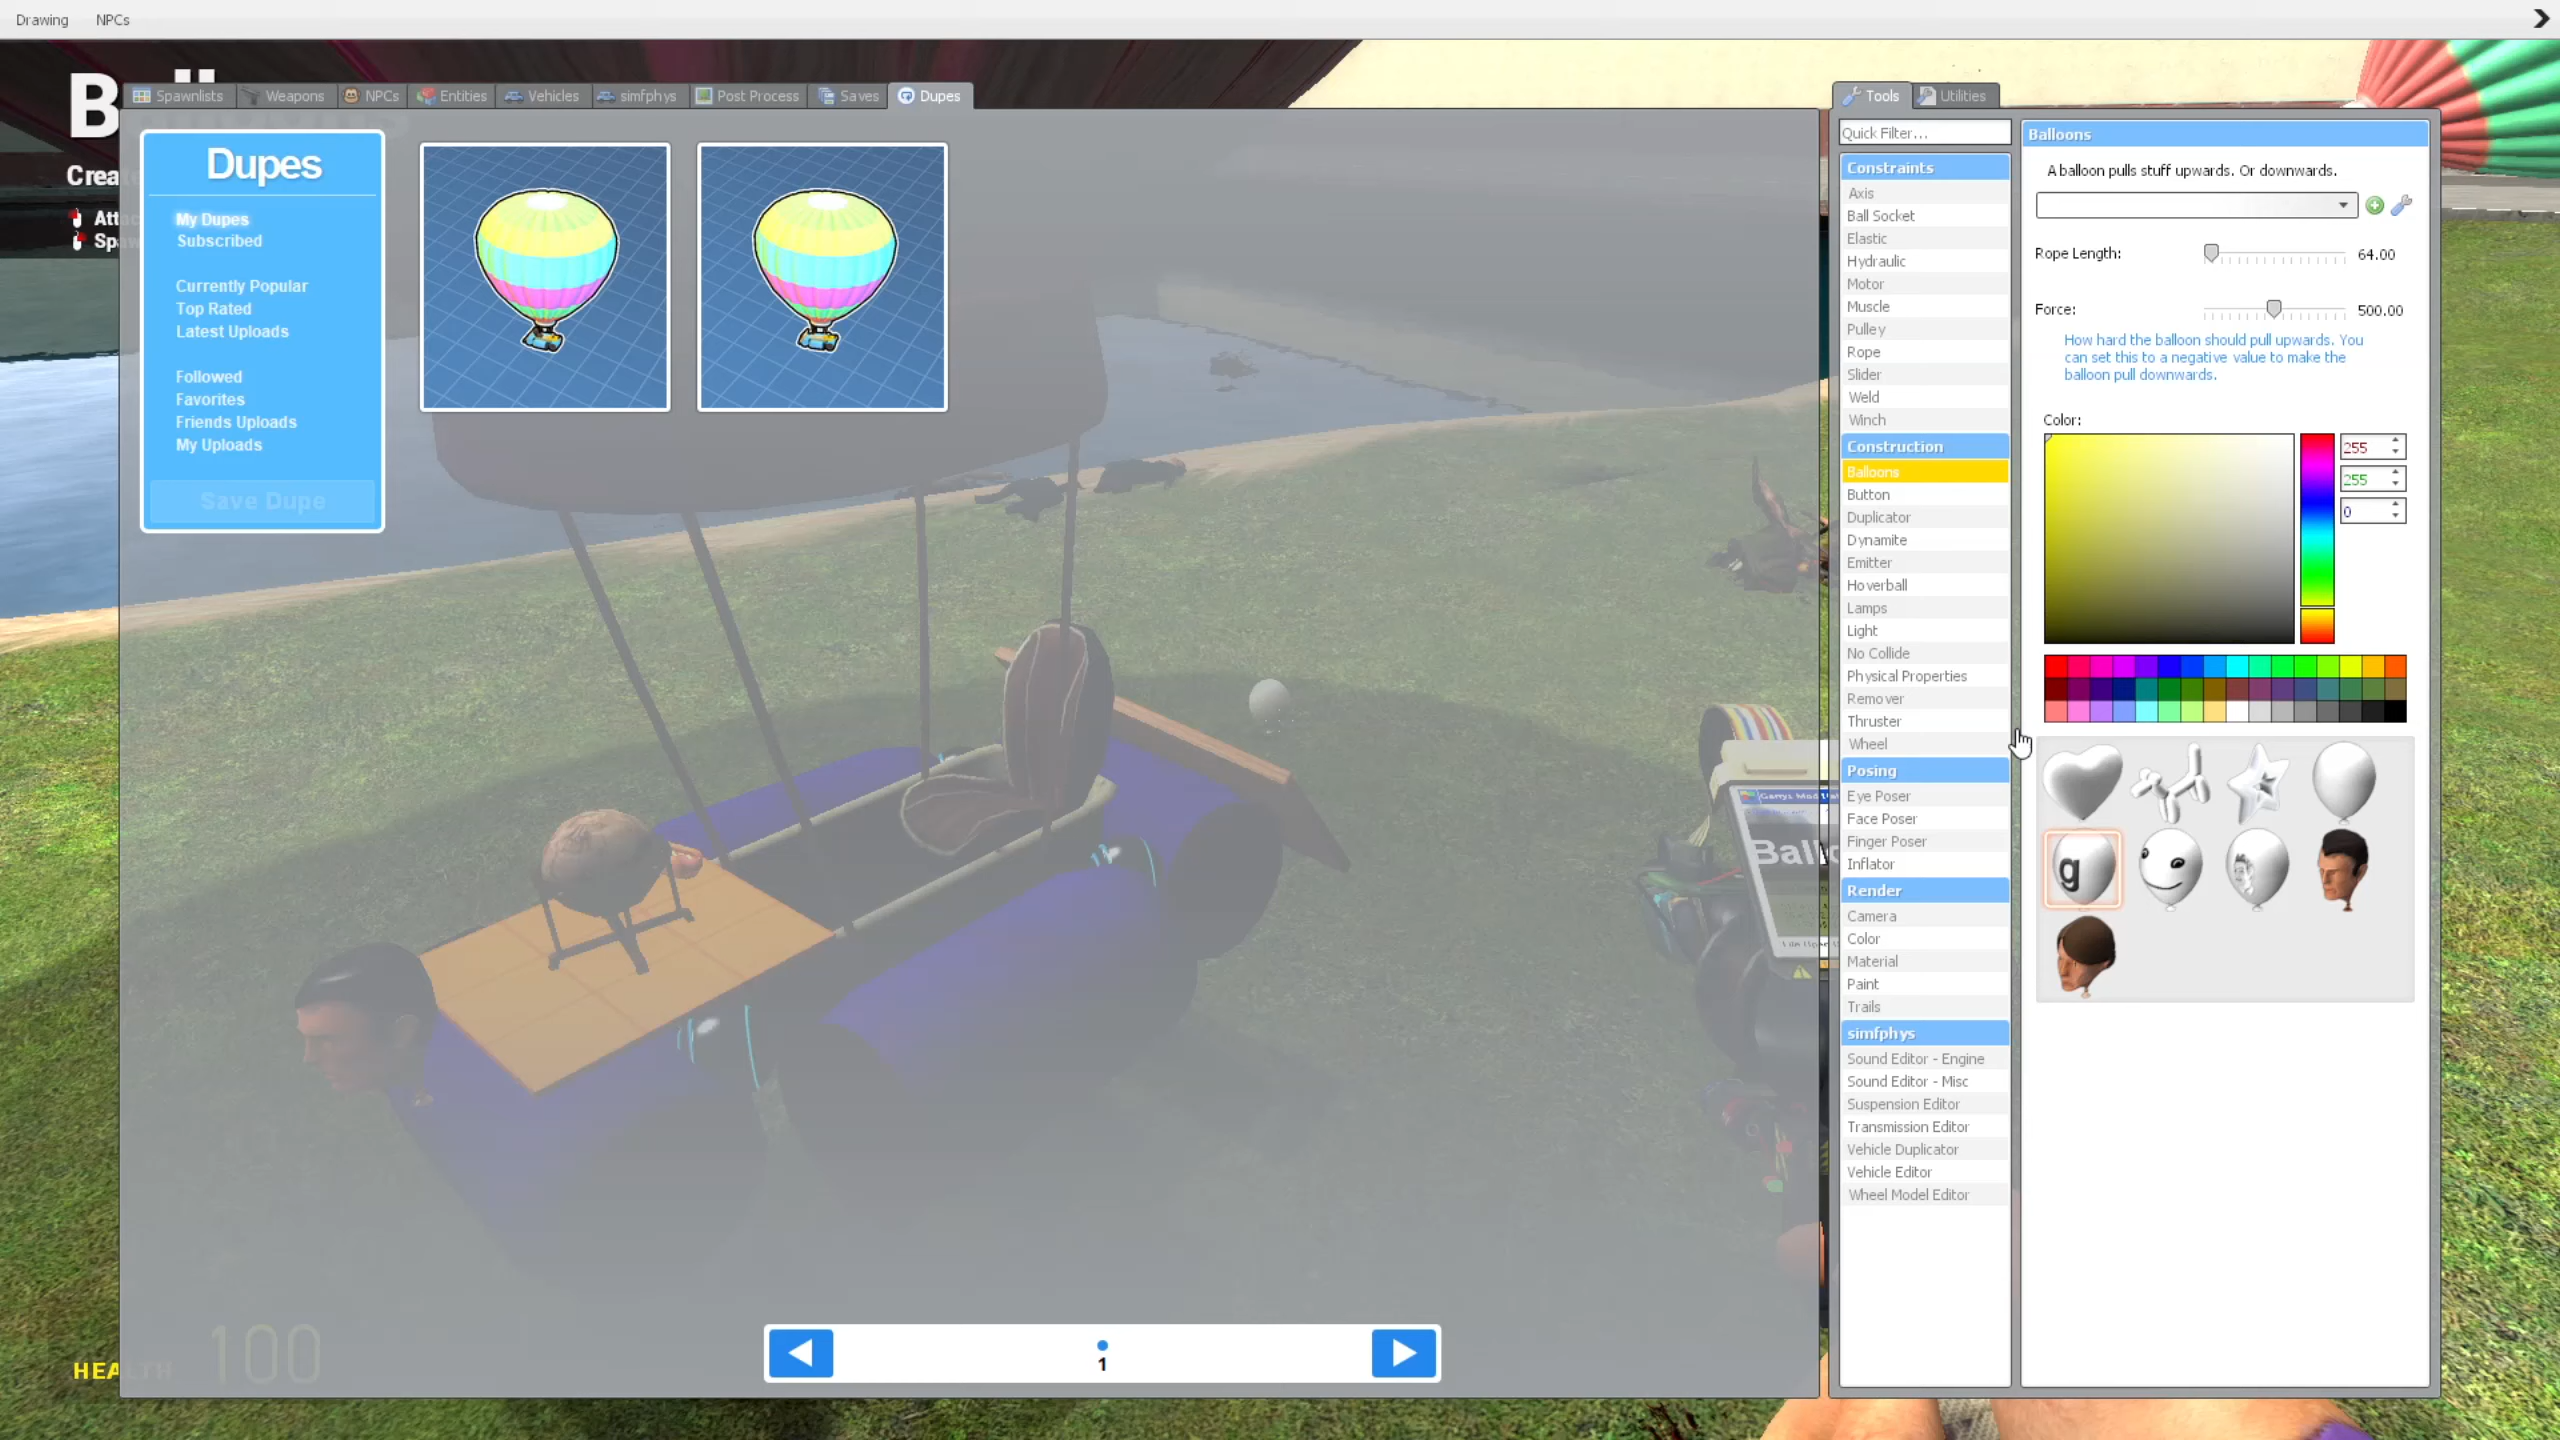 Drawing NPCs
B
Crea
Att
Sp
Spawnlists Weapons NPCs Entities Vehicles simfphys Post Process Saves Dupes
Dupes
My Dupes
Subscribed
Currently Popular
Top Rated
Latest Uploads
Followed
Favorites
Friends Uploads
My Uploads
Save Dupe
HEALTH 100
1
Tools Utilities
Quick Filter...
Constraints
Axis
Ball Socket
Elastic
Hydraulic
Motor
Muscle
Pulley
Rope
Slider
Weld
Winch
Construction
Balloons
Button
Duplicator
Dynamite
Emitter
Hoverball
Lamps
Light
No Collide
Physical Properties
Remover
Thruster
Wheel
Posing
Eye Poser
Face Poser
Finger Poser
Inflator
Render
Camera
Color
Material
Paint
Trails
simfphys
Sound Editor - Engine
Sound Editor - Misc
Suspension Editor
Transmission Editor
Vehicle Duplicator
Vehicle Editor
Wheel Model Editor
Balloons
A balloon pulls stuff upwards. Or downwards.
Rope Length: 64.00
Force: 500.00
How hard the balloon should pull upwards. You
can set this to a negative value to make the
balloon pull downwards.
Color:
255
255
0
g
Garrys Mod
Ballo